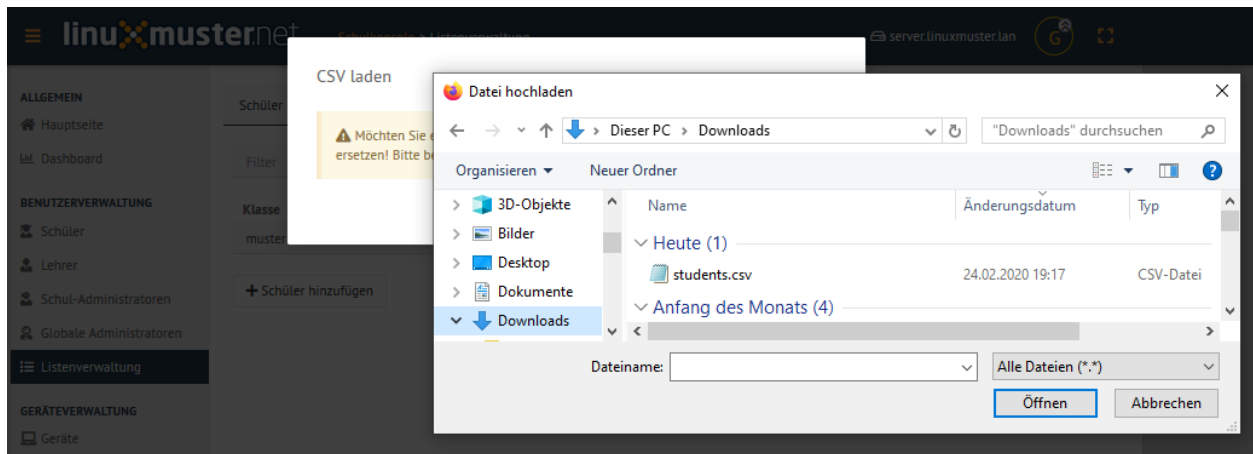 linuxmuster.net
Schulkonsole > Listenverwaltung
server.linuxmuster.lan
G
ALLGEMEIN
Hauptseite
Dashboard
BENUTZERVERWALTUNG
Schüler
Lehrer
Schul-Administratoren
Globale Administratoren
Listenverwaltung
GERÄTEVERWALTUNG
Geräte
Schüler
Filter
Klasse
muster
+ Schüler hinzufügen
CSV laden
Möchten Sie
ersetzen! Bitte
Datei hochladen
Dieser PC > Downloads
"Downloads" durchsuchen
Organisieren
Neuer Ordner
3D-Objekte
Bilder
Desktop
Dokumente
Downloads
Name Änderungsdatum Typ
Heute (1)
students.csv 24.02.2020 19:17 CSV-Datei
Anfang des Monats (4)
Dateiname:
Alle Dateien (*.*)
Öffnen
Abbrechen